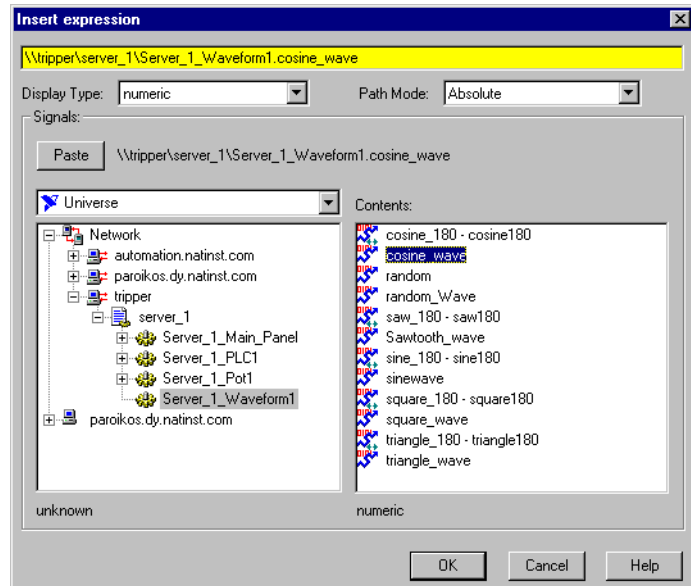 Insert expression
\\tripper\server_1\Server_1_Waveform1.cosine_wave
Display Type: numeric Path Mode: Absolute
Signals:
Paste \\tripper\server_1\Server_1_Waveform1.cosine_wave
Universe
Contents:
Network
automation.natinst.com
paroikos.dy.natinst.com
tripper
server_1
Server_1_Main_Panel
Server_1_PLC1
Server_1_Pot1
Server_1_Waveform1
paroikos.dy.natinst.com
cosine_180 - cosine180
cosine_wave
random
random_Wave
saw_180 - saw180
Sawtooth_wave
sine_180 - sine180
sinewave
square_180 - square180
square_wave
triangle_180 - triangle180
triangle_wave
unknown
numeric
OK Cancel Help